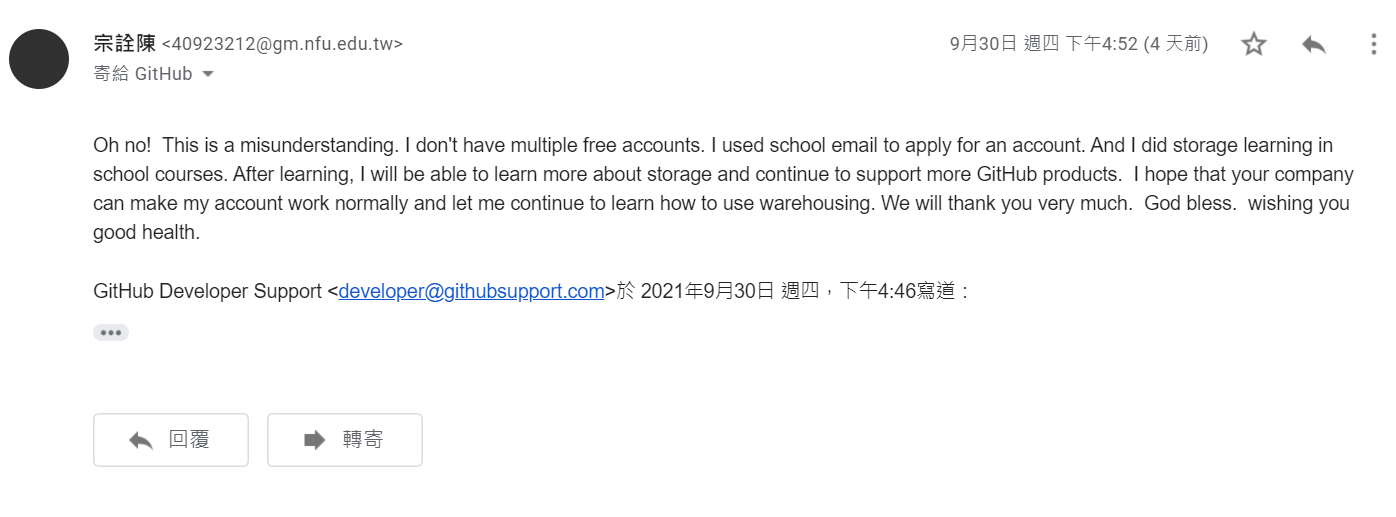 宗詮陳 <40923212@gm.nfu.edu.tw>
9月30日 週四 下午4:52 (4 天前)
寄給 GitHub
Oh no!  This is a misunderstanding. I don't have multiple free accounts. I used school email to apply for an account. And I did storage learning in
school courses. After learning, I will be able to learn more about storage and continue to support more GitHub products.  I hope that your company
can make my account work normally and let me continue to learn how to use warehousing. We will thank you very much.  God bless.  wishing you
good health.
GitHub Developer Support <developer@githubsupport.com>於 2021年9月30日 週四，下午4:46寫道：
回覆
轉寄